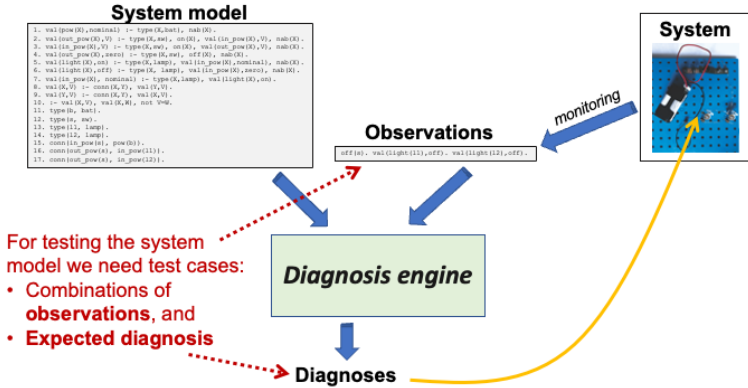 System model
1. val(pow(X),nominal) :- type(X,bat), nab(X).
2. val(out_pow(X),V) :- type(X,sw), on(X), val(in_pow(X),V), nab(X).
3. val(in_pow(X),V) :- type(X,sw), on(X), val(out_pow(X),V), nab(X).
4. val(out_pow(X),zero) :- type(X,sw), off(X), nab(X).
5. val(light(X),on) :- type(X,lamp), val(in_pow(X),nominal), nab(X).
6. val(light(X),off) :- type(X, lamp), val(in_pow(X),zero), nab(X).
7. val(in_pow(X), nominal) :- type(X,lamp), val(light(X),on).
8. val(X,V) :- conn(X,Y), val(Y,V).
9. val(Y,V) :- conn(X,Y), val(X,V).
10. :- val(X,V), val(X,W), not V=W.
11. type(b, bat).
12. type(s, sw).
13. type(l1, lamp).
14. type(l2, lamp).
15. conn(in_pow(s), pow(b)).
16. conn(out_pow(s), in_pow(l1)).
17. conn(out_pow(s), in_pow(l2)).
System
monitoring
Observations
off(s). val(light(l1),off). val(light(l2),off).
For testing the system
model we need test cases:
• Combinations of
observations, and
• Expected diagnosis
Diagnosis engine
Diagnoses